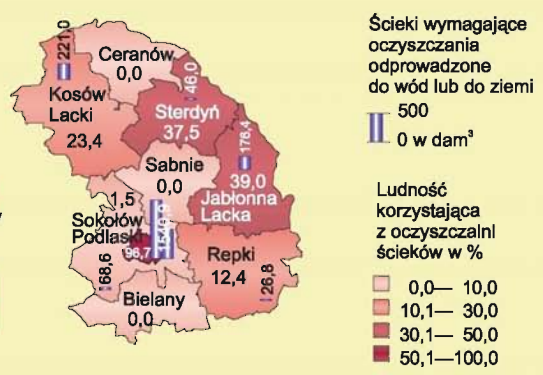 221,0
Ceranów
0,0
46,0
Kosów
Lacki
23,4
Sterdyń
37,5
176,4
Sabnie
0,0
39,0
Jabłonna
Lacka
1,5
Sokołów
Podlaski
96,7
68,6
Repki
12,4
26,8
Bielany
0,0
Ścieki wymagające
oczyszczania
odprowadzone
do wód lub do ziemi
500
0 w dam³
Ludność
korzystająca
z oczyszczalni
ścieków w %
0,0— 10,0
10,1— 30,0
30,1— 50,0
50,1—100,0